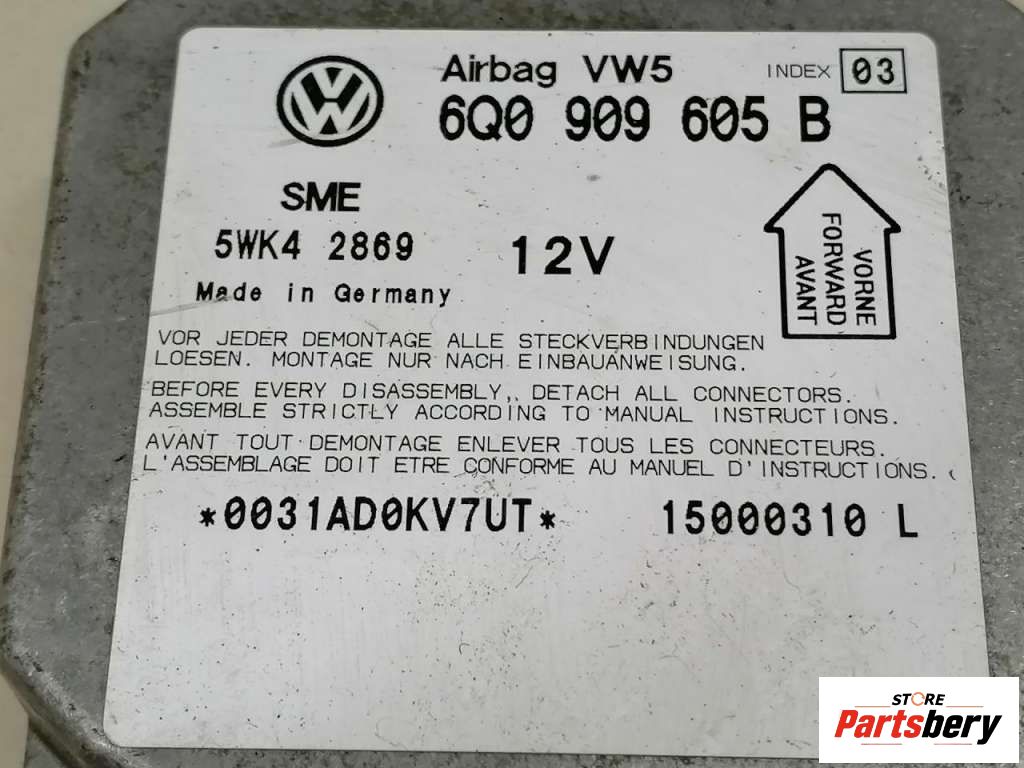 Airbag VW5 INDEX 03
6Q0 909 605 B
SME
5WK4 2869 12V
Made in Germany
VORNE
FORWARD
AVANT
VOR JEDER DEMONTAGE ALLE STECKVERBINDUNGEN
LOESEN. MONTAGE NUR NACH EINBAUANWEISUNG.
BEFORE EVERY DISASSEMBLY, DETACH ALL CONNECTORS.
ASSEMBLE STRICTLY ACCORDING TO MANUAL INSTRUCTIONS.
AVANT TOUT DEMONTAGE ENLEVER TOUS LES CONNECTEURS.
L'ASSEMBLAGE DOIT ETRE CONFORME AU MANUEL D'INSTRUCTIONS.
*0031AD0KV7UT* 15000310 L
STORE
Partsbery